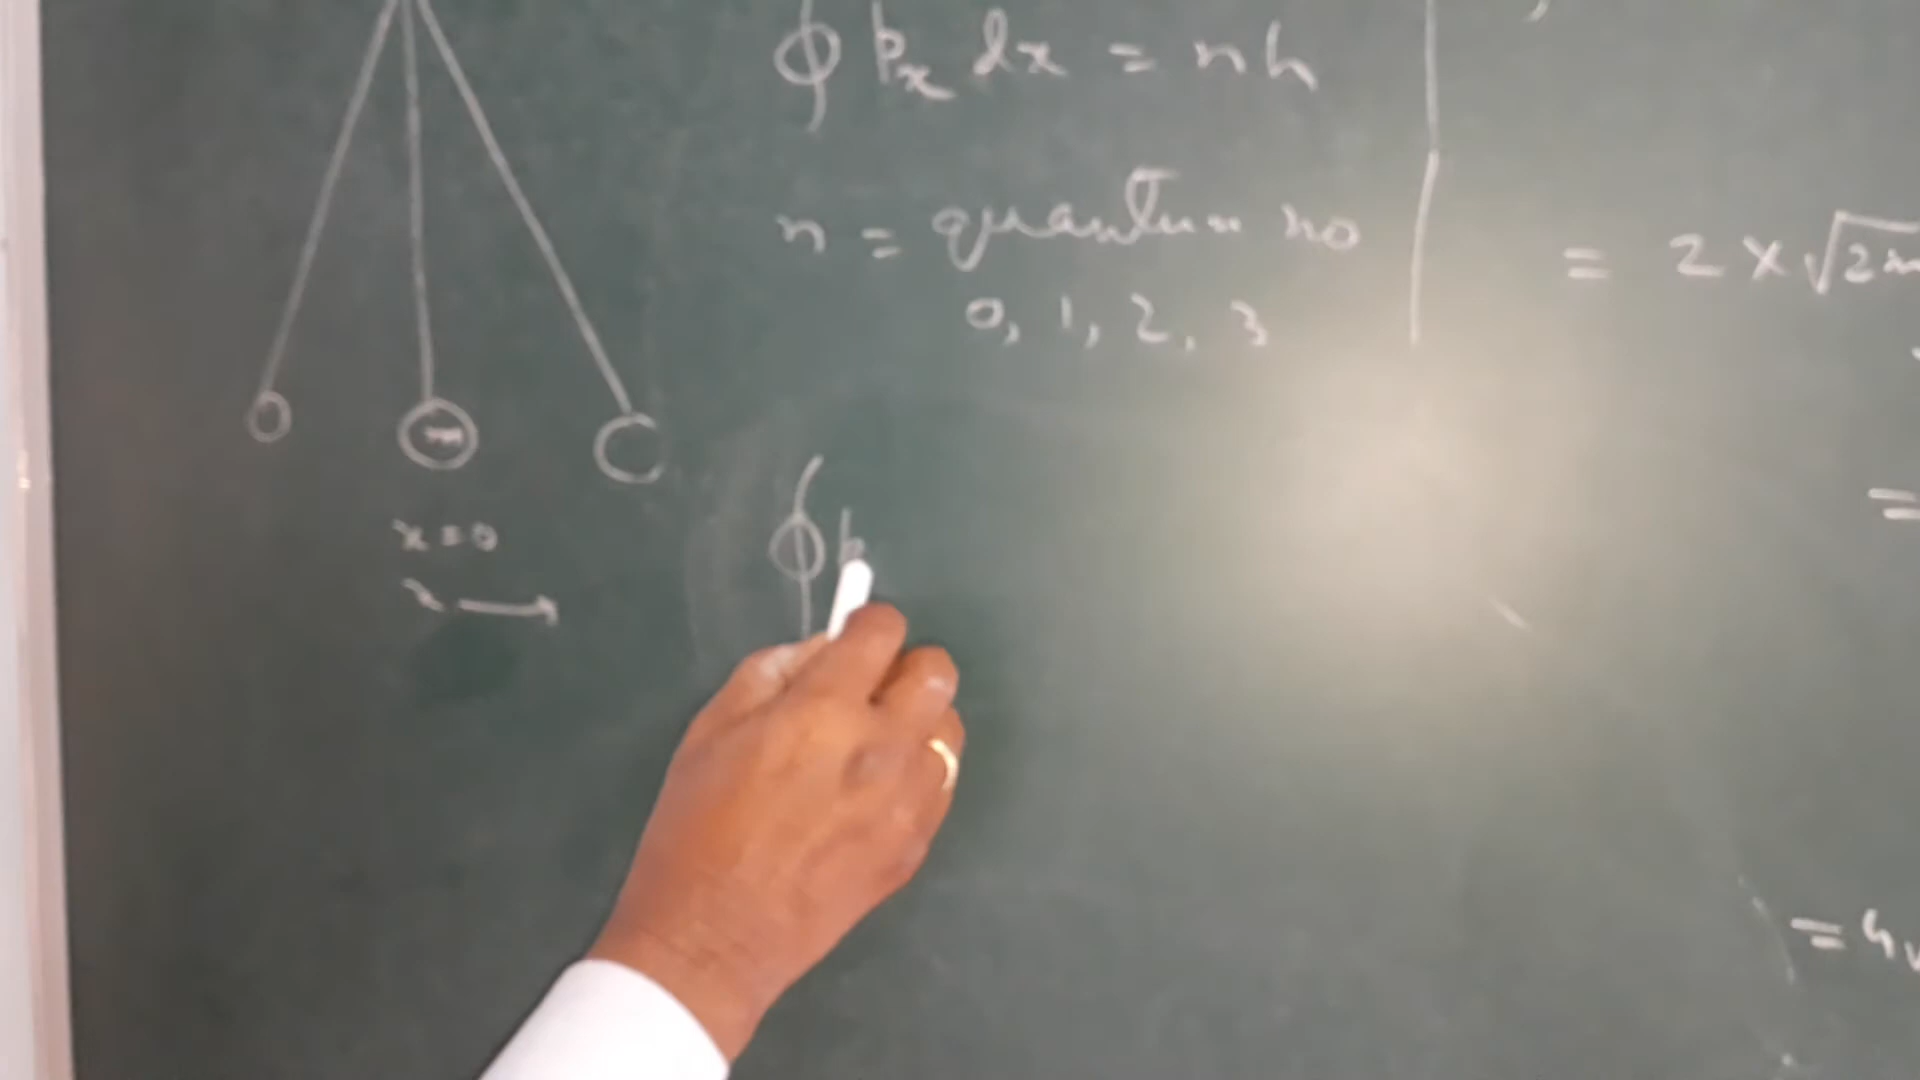 ∮ pₓ dx = nh
n = quantum no
0, 1, 2, 3
m
x = 0
x →
∮ p
= 2 × √2m
=
= 4